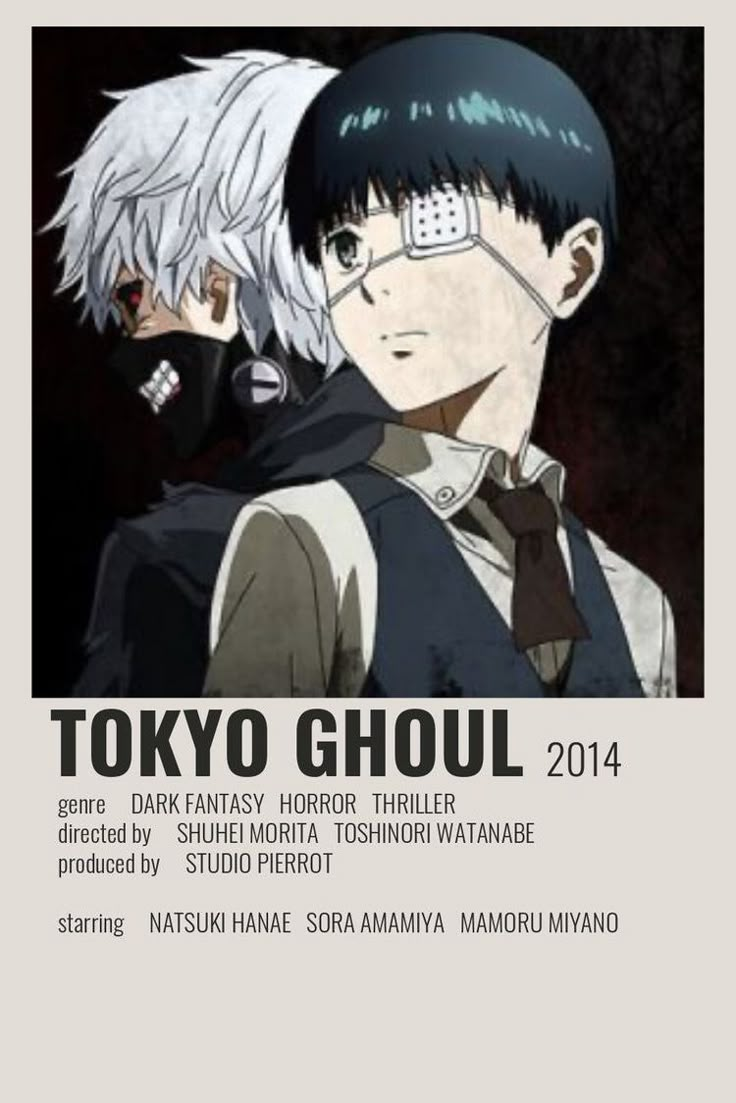 TOKYO GHOUL 2014
genre DARK FANTASY HORROR THRILLER
directed by SHUHEI MORITA TOSHINORI WATANABE
produced by STUDIO PIERROT
starring NATSUKI HANAE SORA AMAMIYA MAMORU MIYANO